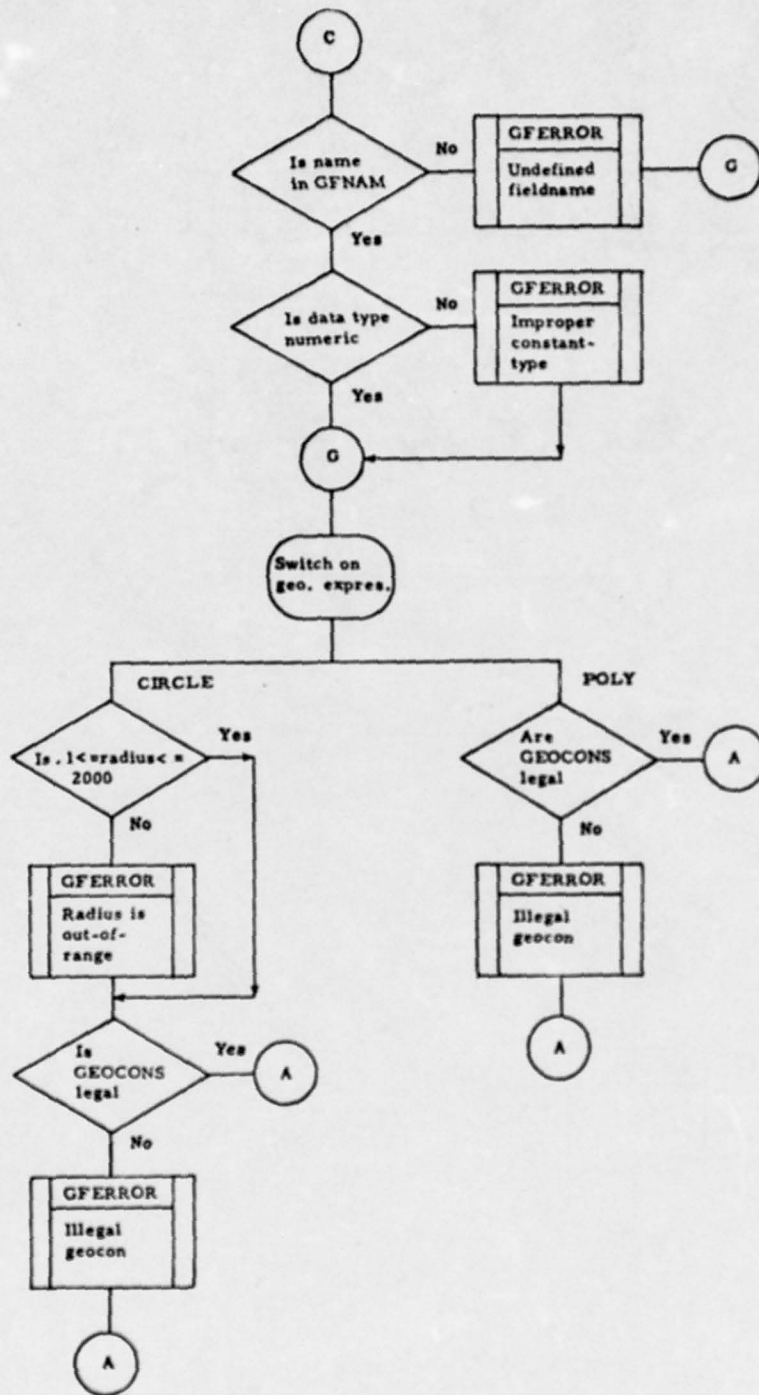 C
Is name
in GFNAM
No
GFERROR
Undefined
fieldname
G
Yes
Is data type
numeric
No
GFERROR
Improper
constant-
type
Yes
G
Switch on
geo. expres.
CIRCLE
POLY
Is .1<=radius<=
2000
Yes
Are
GEOCONS
legal
Yes
A
No
No
GFERROR
Radius is
out-of-
range
GFERROR
Illegal
geocon
Is
GEOCONS
legal
Yes
A
A
No
GFERROR
Illegal
geocon
A